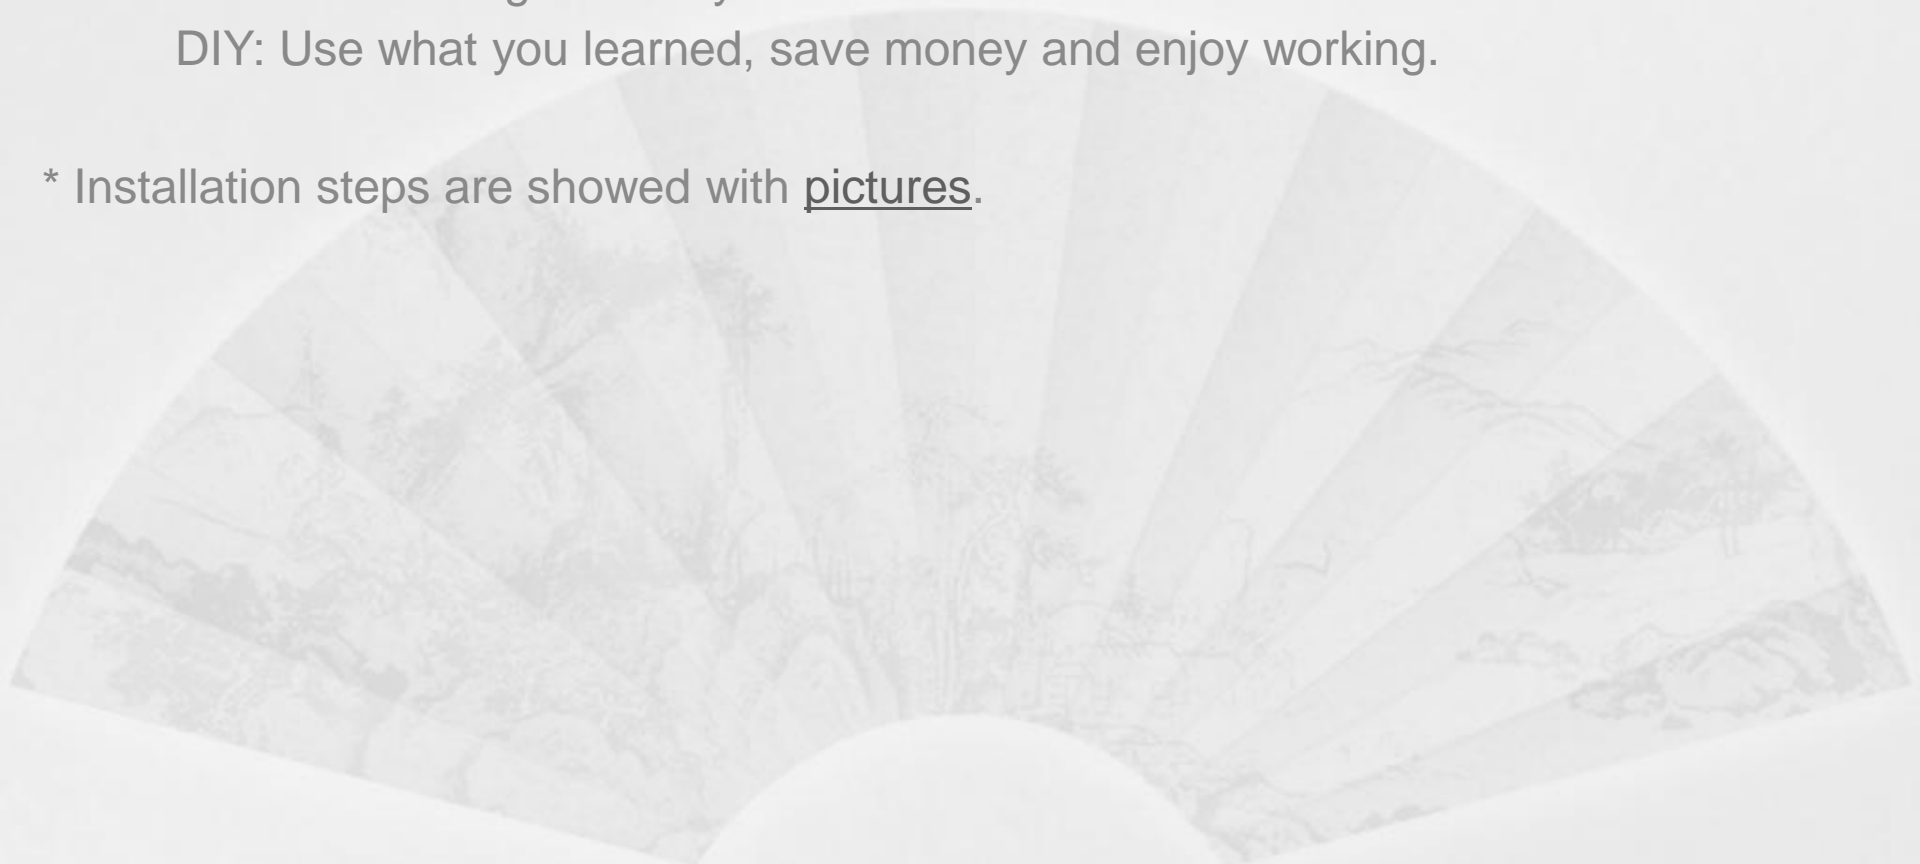 DIY: Use what you learned, save money and enjoy working.
* Installation steps are showed with pictures.